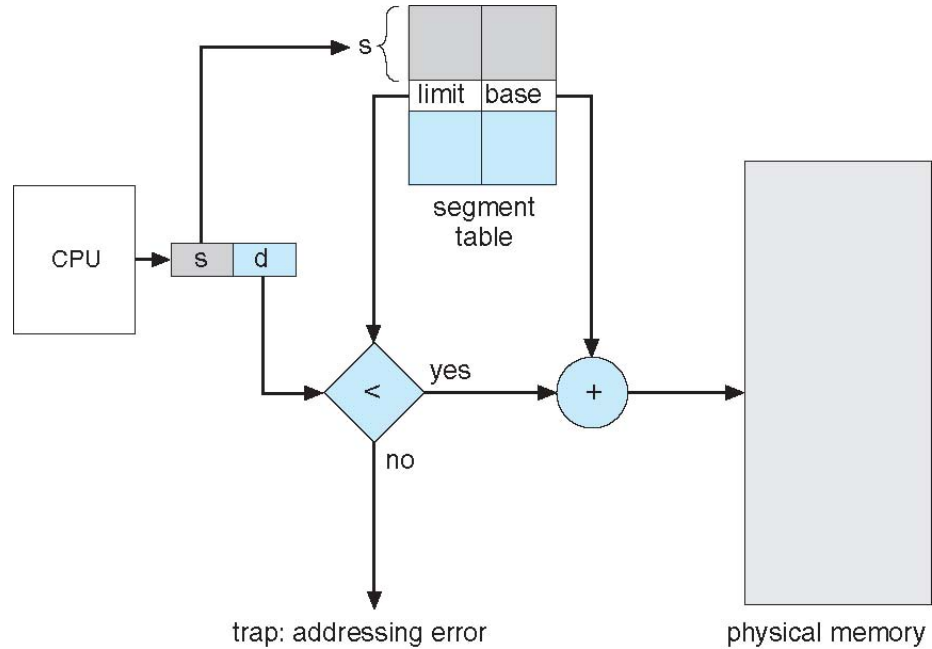 s
limit base
segment
table
CPU
s d
<
yes
+
no
trap: addressing error
physical memory